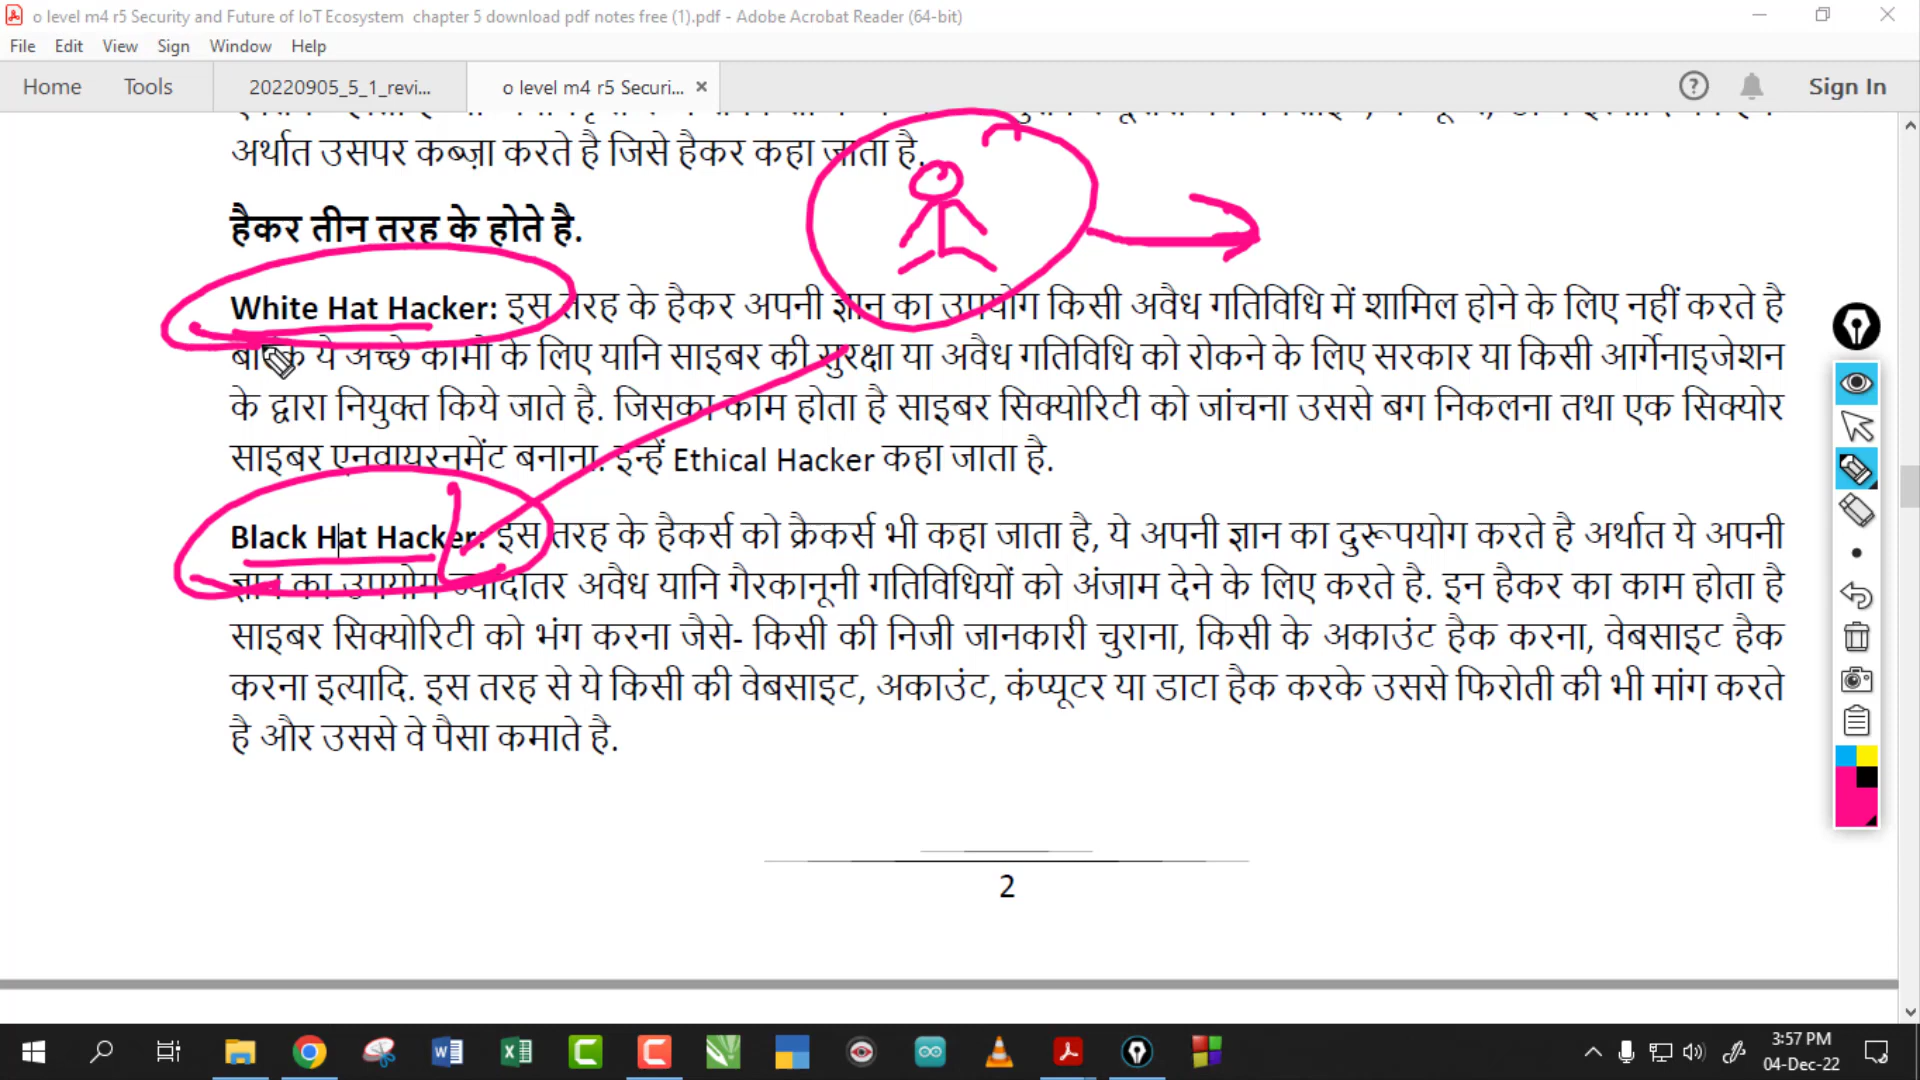 o level m4 r5 Security and Future of IoT Ecosystem chapter 5 download pdf notes free (1).pdf - Adobe Acrobat Reader (64-bit)
File Edit View Sign Window Help
Home Tools 20220905_5_1_revi... o level m4 r5 Securi... Sign In
अर्थात उसपर कब्ज़ा करते है जिसे हैकर कहा जाता है.
हैकर तीन तरह के होते है.
White Hat Hacker: इस तरह के हैकर अपनी ज्ञान का उपयोग किसी अवैध गतिविधि में शामिल होने के लिए नहीं करते है
ये अच्छे कामों के लिए यानि साइबर की सुरक्षा या अवैध गतिविधि को रोकने के लिए सरकार या किसी आर्गेनाइजेशन
के द्वारा नियुक्त किये जाते है. जिसका काम होता है साइबर सिक्योरिटी को जांचना उससे बग निकलना तथा एक सिक्योर
साइबर एनवायरनमेंट बनाना. इन्हें Ethical Hacker कहा जाता है.
Black Hat Hacker: इस तरह के हैकर्स को क्रैकर्स भी कहा जाता है, ये अपनी ज्ञान का दुरूपयोग करते है अर्थात ये अपनी
ज्ञान का उपयोग ज्यादातर अवैध यानि गैरकानूनी गतिविधियों को अंजाम देने के लिए करते है. इन हैकर का काम होता है
साइबर सिक्योरिटी को भंग करना जैसे- किसी की निजी जानकारी चुराना, किसी के अकाउंट हैक करना, वेबसाइट हैक
करना इत्यादि. इस तरह से ये किसी की वेबसाइट, अकाउंट, कंप्यूटर या डाटा हैक करके उससे फिरोती की भी मांग करते
है और उससे वे पैसा कमाते है.
2
3:57 PM
04-Dec-22